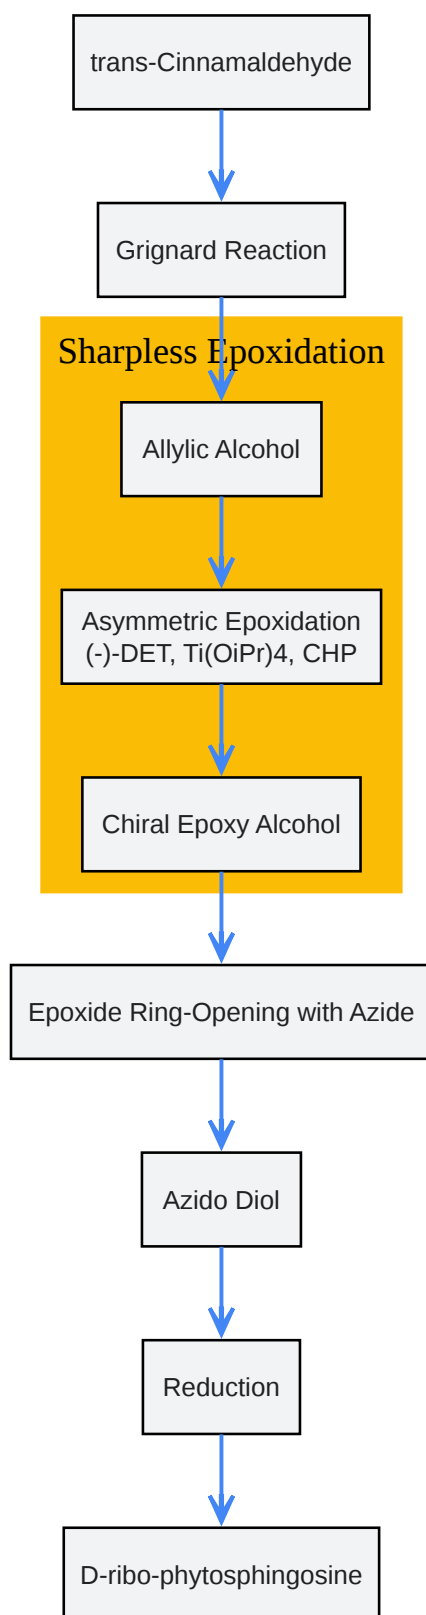 trans-Cinnamaldehyde
Grignard Reaction
Sharpless Epoxidation
Allylic Alcohol
Asymmetric Epoxidation
(-)-DET, Ti(OiPr)4, CHP
Chiral Epoxy Alcohol
Epoxide Ring-Opening with Azide
Azido Diol
Reduction
D-ribo-phytosphingosine